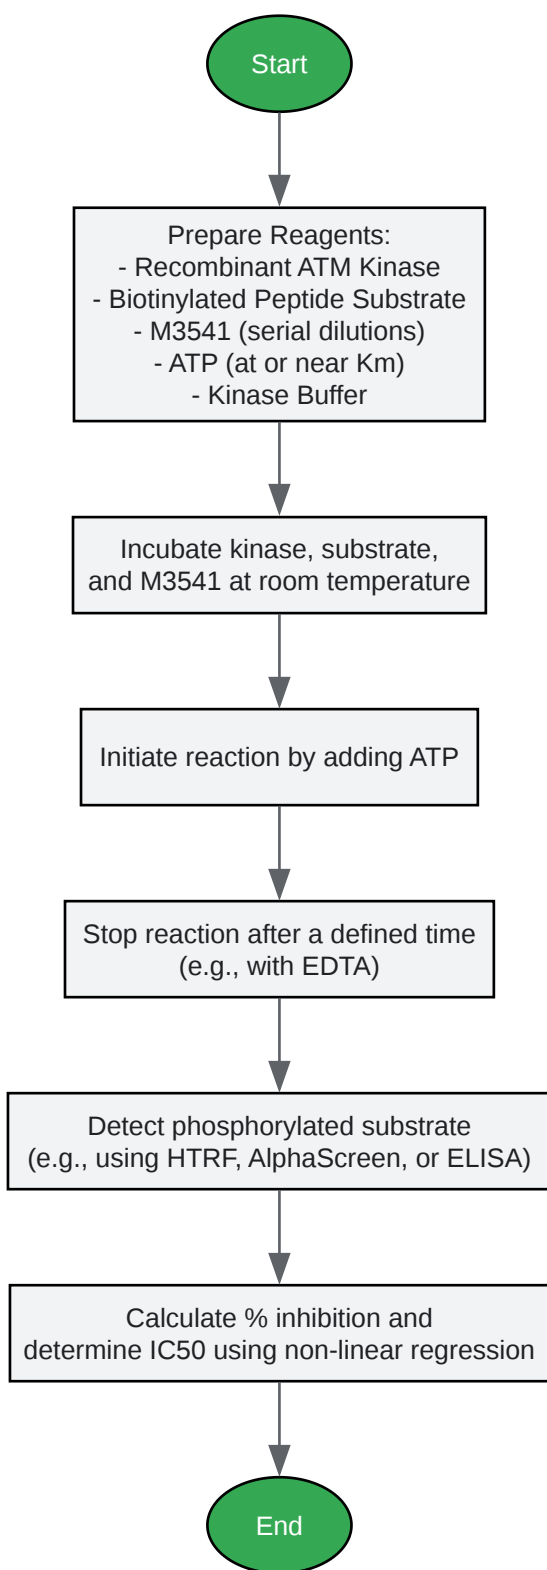 Start
Prepare Reagents:
- Recombinant ATM Kinase
- Biotinylated Peptide Substrate
- M3541 (serial dilutions)
- ATP (at or near Km)
- Kinase Buffer
Incubate kinase, substrate,
and M3541 at room temperature
Initiate reaction by adding ATP
Stop reaction after a defined time
(e.g., with EDTA)
Detect phosphorylated substrate
(e.g., using HTRF, AlphaScreen, or ELISA)
Calculate % inhibition and
determine IC50 using non-linear regression
End